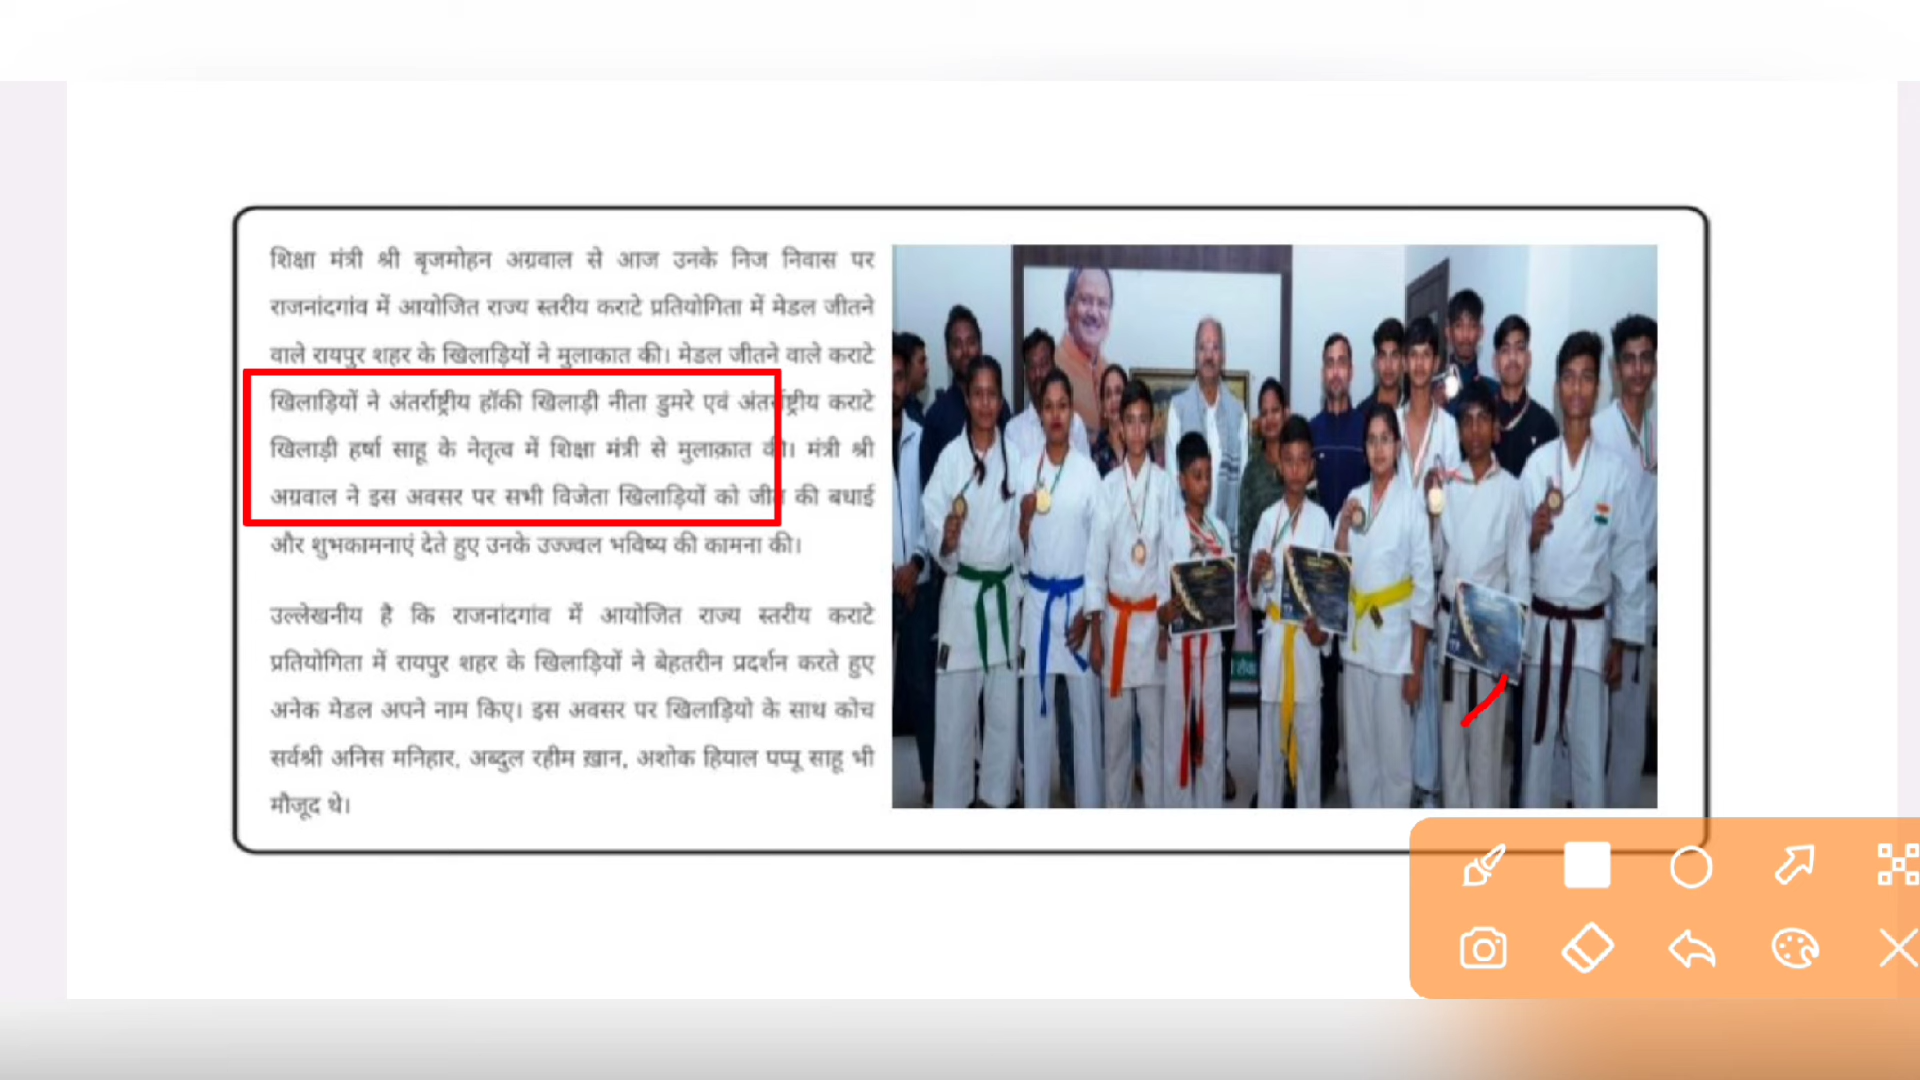 शिक्षा मंत्री श्री बृजमोहन अग्रवाल से आज उनके निज निवास पर
राजनांदगांव में आयोजित राज्य स्तरीय कराटे प्रतियोगिता में मेडल जीतने
वाले रायपुर शहर के खिलाड़ियों ने मुलाकात की। मेडल जीतने वाले कराटे
खिलाड़ियों ने अंतर्राष्ट्रीय हॉकी खिलाड़ी नीता डुमरे एवं अंतर्राष्ट्रीय कराटे
खिलाड़ी हर्षा साहू के नेतृत्व में शिक्षा मंत्री से मुलाक़ात की। मंत्री श्री
अग्रवाल ने इस अवसर पर सभी विजेता खिलाड़ियों को जीत की बधाई
और शुभकामनाएं देते हुए उनके उज्ज्वल भविष्य की कामना की।
उल्लेखनीय है कि राजनांदगांव में आयोजित राज्य स्तरीय कराटे
प्रतियोगिता में रायपुर शहर के खिलाड़ियों ने बेहतरीन प्रदर्शन करते हुए
अनेक मेडल अपने नाम किए। इस अवसर पर खिलाड़ियो के साथ कोच
सर्वश्री अनिस मनिहार, अब्दुल रहीम ख़ान, अशोक हियाल पप्पू साहू भी
मौजूद थे।